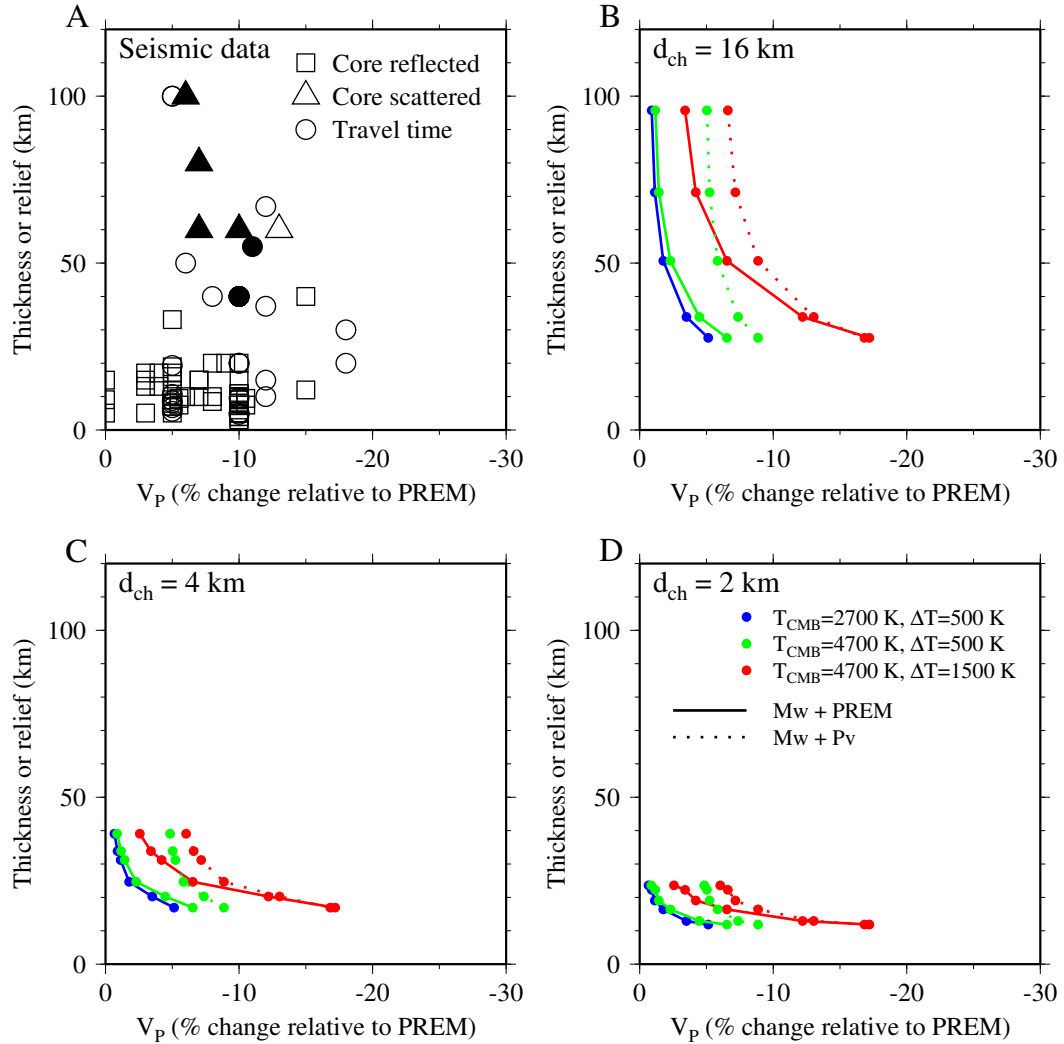 A
Seismic data
Core reflected
Core scattered
Travel time
Thickness or relief (km)
100
50
0
0 -10 -20 -30
V_P (% change relative to PREM)
B
d_ch = 16 km
Thickness or relief (km)
100
50
0
0 -10 -20 -30
V_P (% change relative to PREM)
C
d_ch = 4 km
Thickness or relief (km)
100
50
0
0 -10 -20 -30
V_P (% change relative to PREM)
D
d_ch = 2 km
T_CMB=2700 K, ΔT=500 K
T_CMB=4700 K, ΔT=500 K
T_CMB=4700 K, ΔT=1500 K
Mw + PREM
Mw + Pv
Thickness or relief (km)
100
50
0
0 -10 -20 -30
V_P (% change relative to PREM)